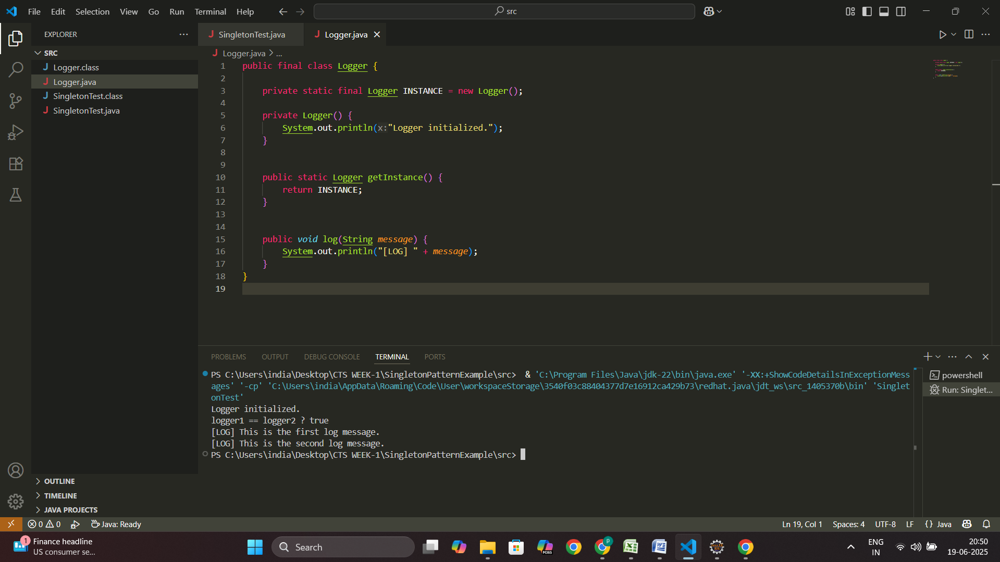 File Edit Selection View Go Run Terminal Help
src
EXPLORER
SRC
Logger.class
Logger.java
SingletonTest.class
SingletonTest.java
OUTLINE
TIMELINE
JAVA PROJECTS
SingletonTest.java
Logger.java
Logger.java > ...
1 public final class Logger {
2
3 private static final Logger INSTANCE = new Logger();
4
5 private Logger() {
6 System.out.println(x:"Logger initialized.");
7 }
8
9
10 public static Logger getInstance() {
11 return INSTANCE;
12 }
13
14
15 public void log(String message) {
16 System.out.println("[LOG] " + message);
17 }
18 }
19
PROBLEMS OUTPUT DEBUG CONSOLE TERMINAL PORTS
PS C:\Users\india\Desktop\CTS WEEK-1\SingletonPatternExample\src>  & 'C:\Program Files\Java\jdk-22\bin\java.exe' '-XX:+ShowCodeDetailsInExceptionMess
ages' '-cp' 'C:\Users\india\AppData\Roaming\Code\User\workspaceStorage\3540f03c88404377d7e16912ca429b73\redhat.java\jdt_ws\src_1405370b\bin' 'Singlet
onTest'
Logger initialized.
logger1 == logger2 ? true
[LOG] This is the first log message.
[LOG] This is the second log message.
PS C:\Users\india\Desktop\CTS WEEK-1\SingletonPatternExample\src>
powershell
Run: Singlet...
0 0 Java: Ready
Ln 19, Col 1 Spaces: 4 UTF-8 LF {} Java
1
Finance headline
US consumer se...
Search
M365
p
ENG
IN
20:50
19-06-2025